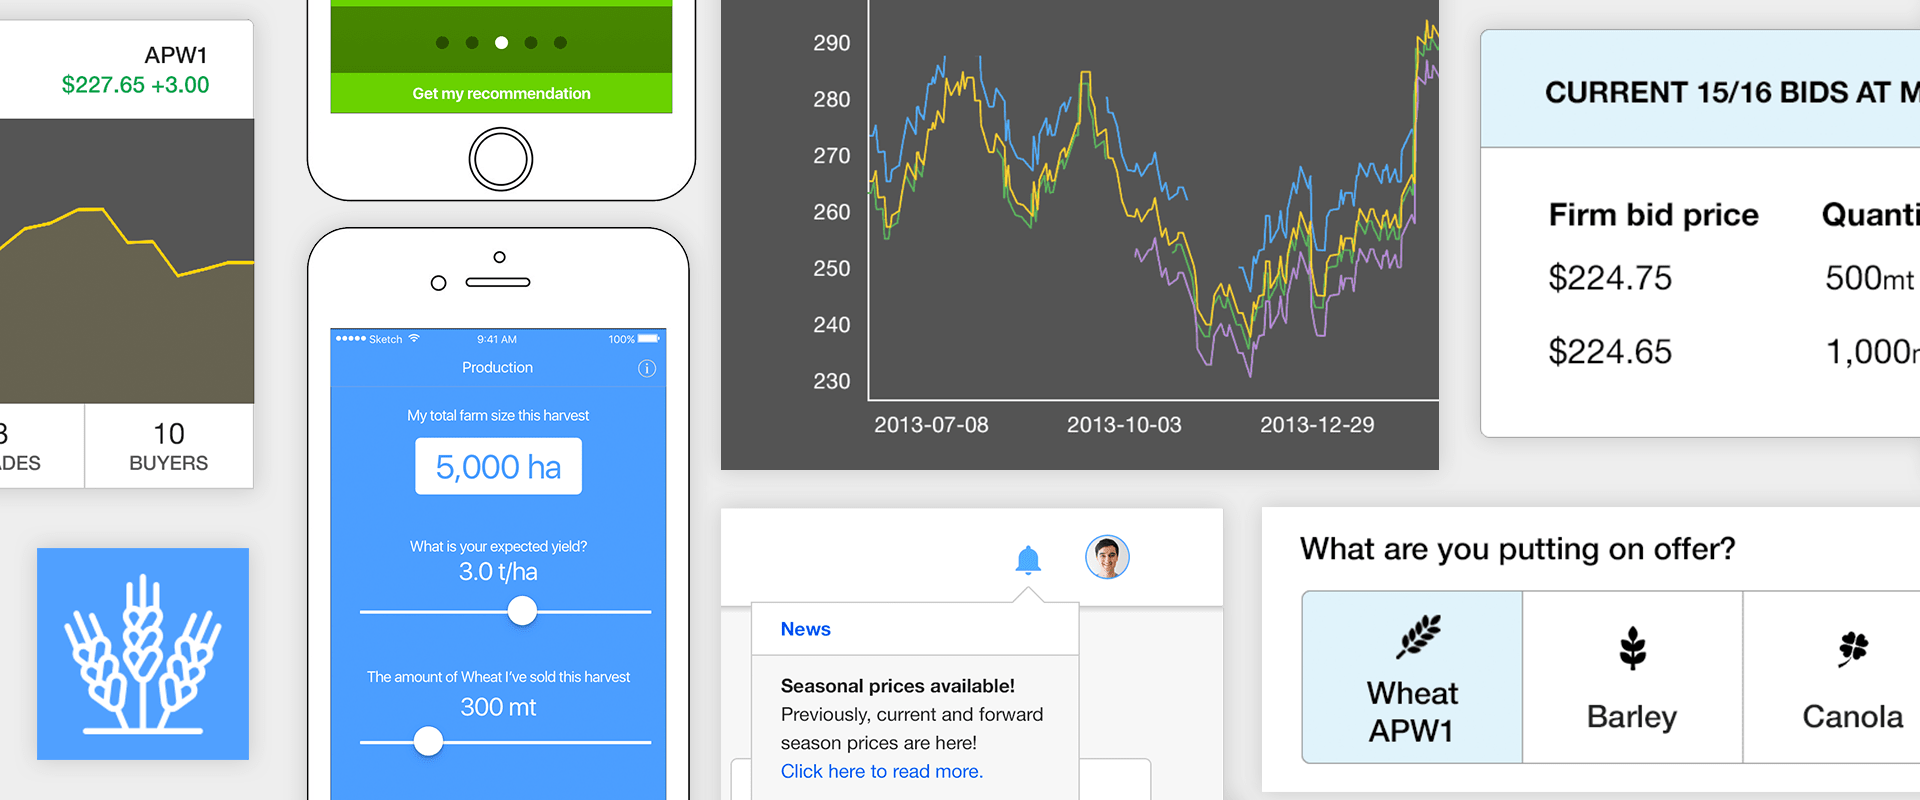 APW1
$227.65 +3.00
10
BUYERS
Get my recommendation
Sketch
9:41 AM
100%
Production
My total farm size this harvest
5,000 ha
What is your expected yield?
3.0 t/ha
The amount of Wheat I've sold this harvest
300 mt
290
280
270
260
250
240
230
2013-07-08 2013-10-03 2013-12-29
News
Seasonal prices available!
Previously, current and forward
season prices are here!
Click here to read more.
CURRENT 15/16 BIDS AT
Firm bid price
$224.75 500mt
$224.65 1,000
What are you putting on offer?
Wheat
APW1
Barley
Canola